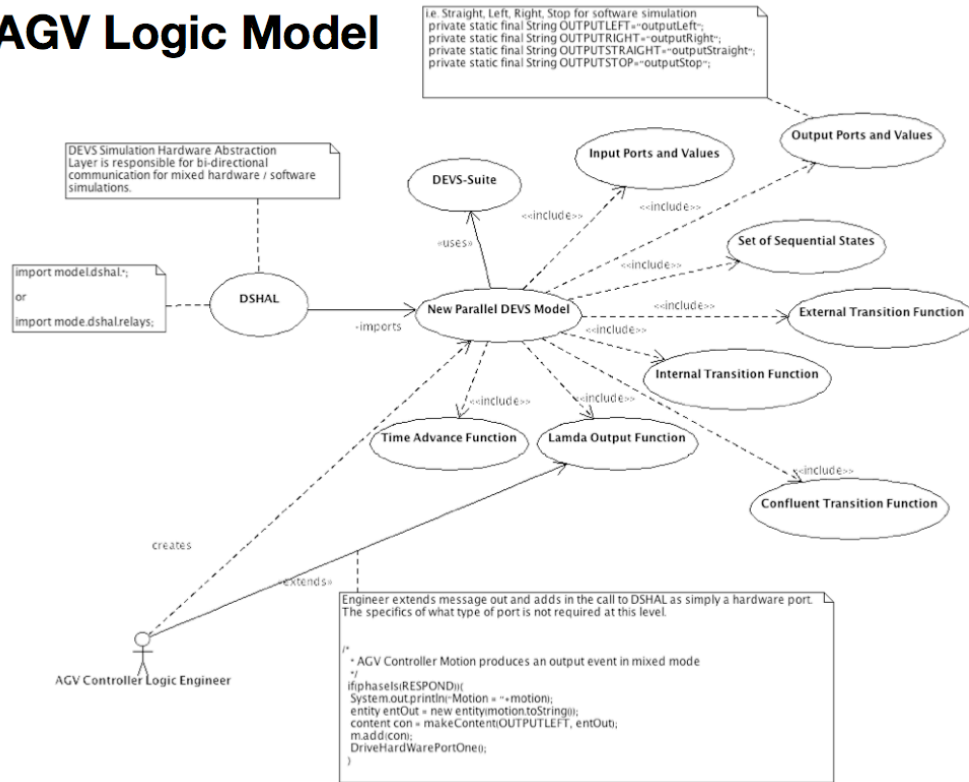 AGV Logic Model
i.e. Straight, Left, Right, Stop for software simulation
private static final String OUTPUTLEFT="outputLeft";
private static final String OUTPUTRIGHT="outputRight";
private static final String OUTPUTSTRAIGHT="outputStraight";
private static final String OUTPUTSTOP="outputStop";
DEVS Simulation Hardware Abstraction
Layer is responsible for bi-directional
communication for mixed hardware / software
simulations.
Output Ports and Values
Input Ports and Values
DEVS-Suite
<<include>>
<<include>>
«uses»
Set of Sequential States
<<include>>
import model.dshal.*;
or
import mode.dshal.relays;
DSHAL
-imports
New Parallel DEVS Model
<<include>>
External Transition Function
<<include>>
Internal Transition Function
<<include>>
<<include>>
Time Advance Function
Lamda Output Function
<<include>>
Confluent Transition Function
creates
«extends»
AGV Controller Logic Engineer
Engineer extends message out and adds in the call to DSHAL as simply a hardware port.
The specifics of what type of port is not required at this level.
/*
* AGV Controller Motion produces an output event in mixed mode
*/
if(phaseIs(RESPOND)){
System.out.println("Motion = "+motion);
entity entOut = new entity(motion.toString());
content con = makeContent(OUTPUTLEFT, entOut);
m.add(con);
DriveHardWarePortOne();
}